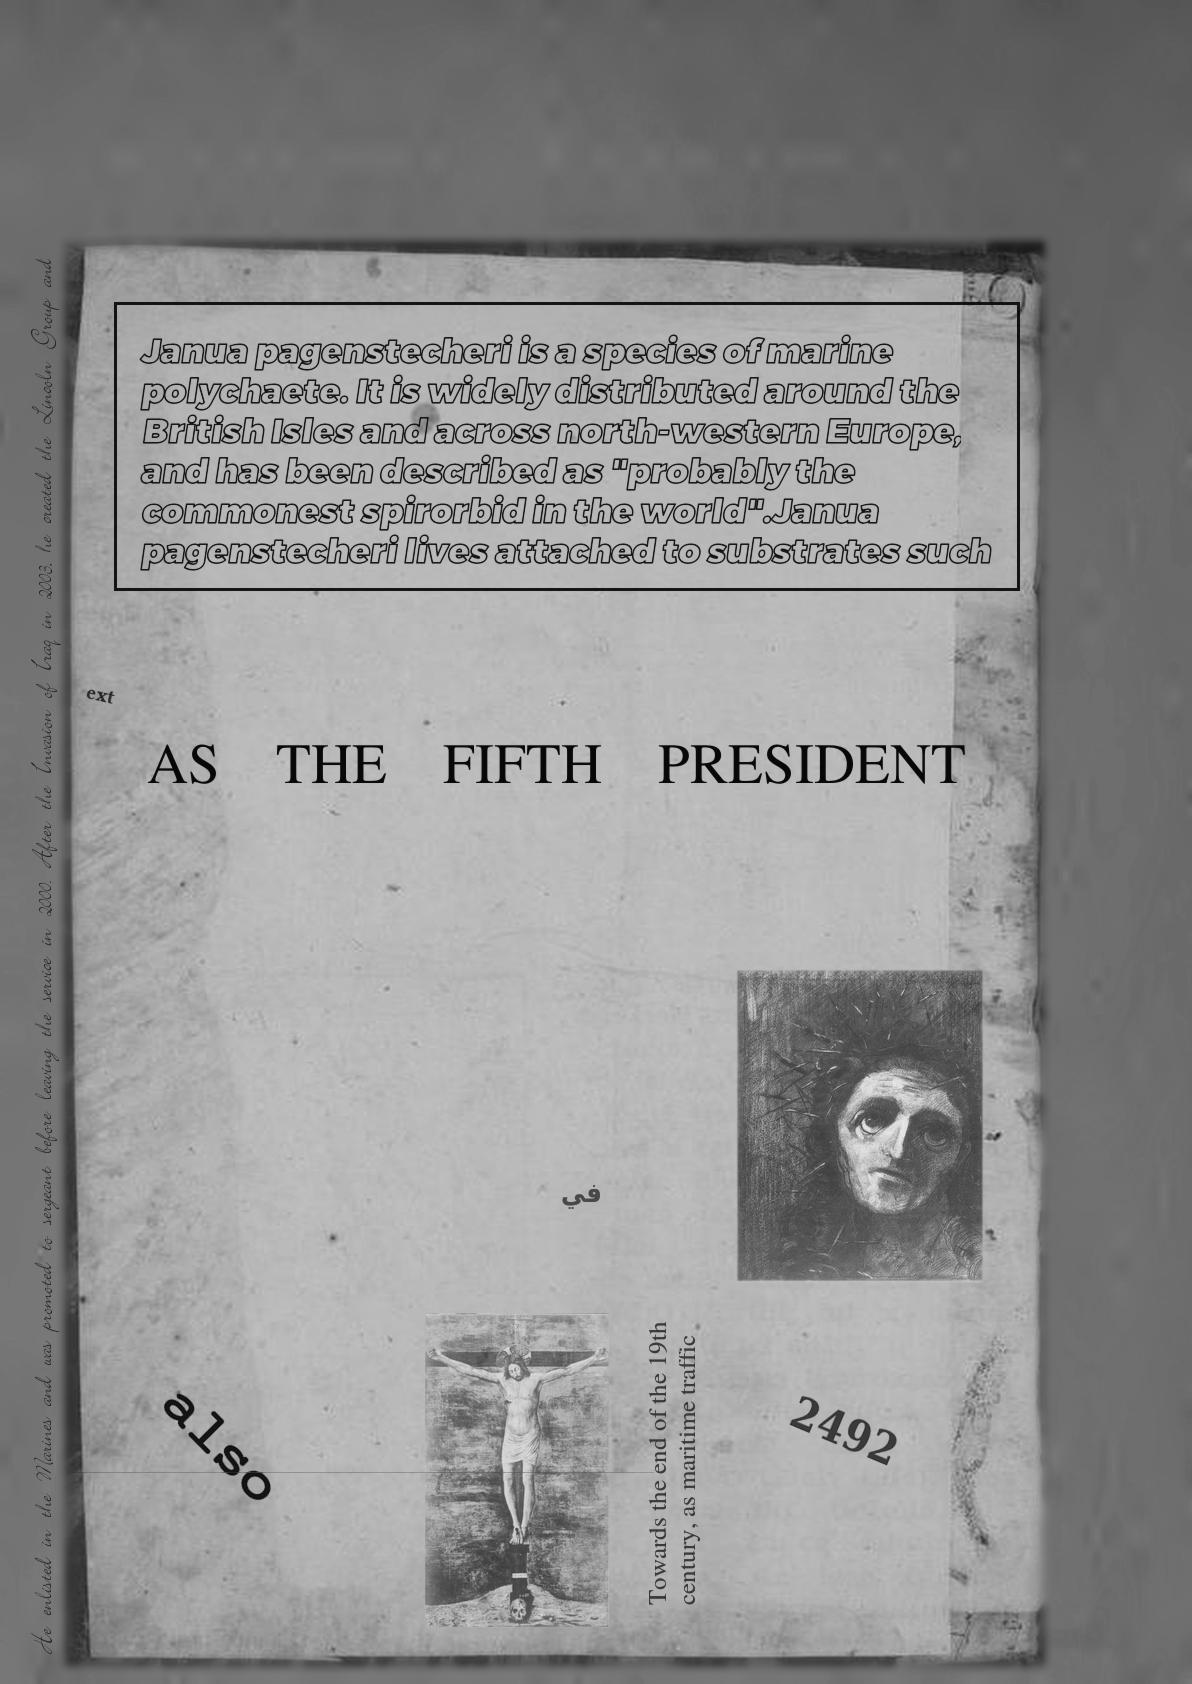 Janua pagenstecheri is a species of marine
polychaete. It is widely distributed around the
British Isles and across north-western Europe,
and has been described as "probably the
commonest spirorbid in the world".Janua
pagenstecheri lives attached to substrates such
ext
AS THE FIFTH PRESIDENT
في
also
Towards the end of the 19th
century, as maritime traffic
2492
He enlisted in the Marines and was promoted to sergeant before leaving the service in 2000. After the Invasion of Iraq in 2003, he created the Lincoln Group and